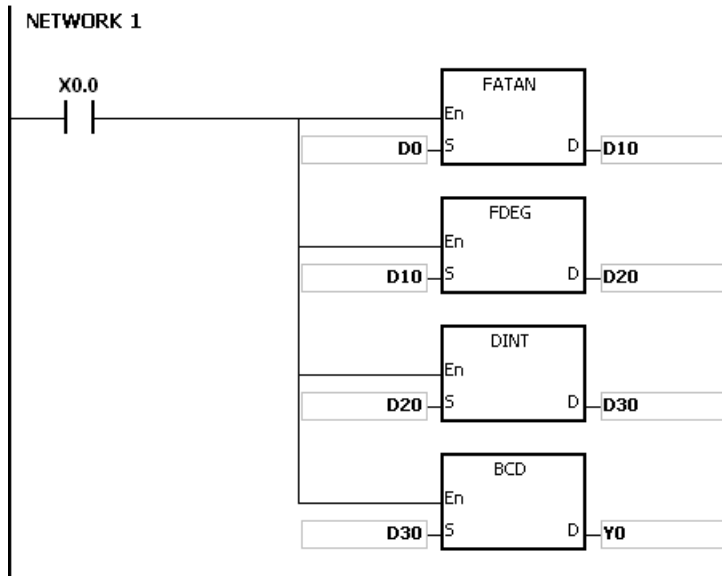 NETWORK 1
X0.0
FATAN
En
D0 S D D10
FDEG
En
D10 S D D20
DINT
En
D20 S D D30
BCD
En
D30 S D Y0